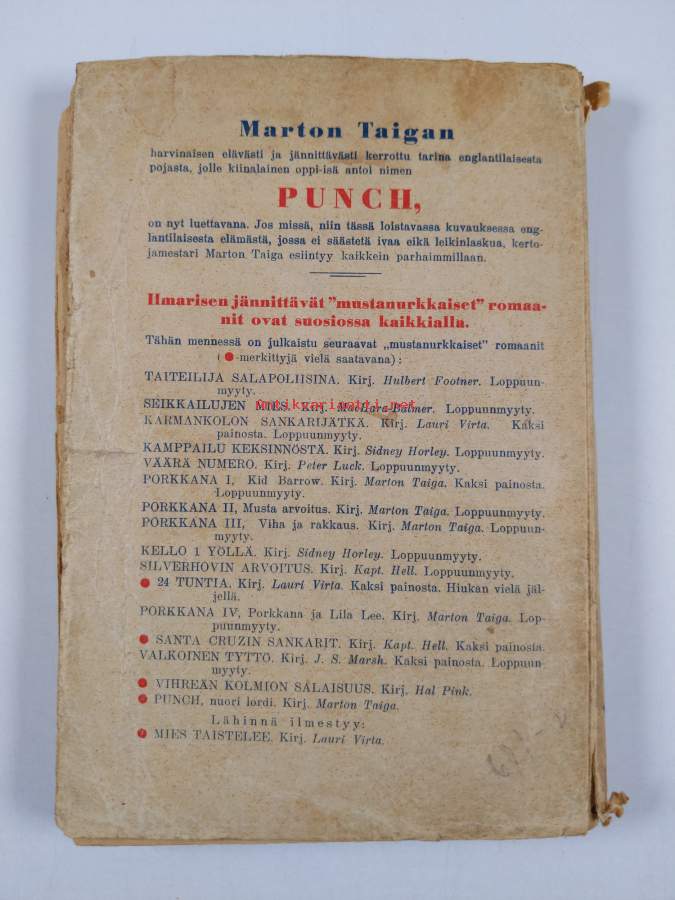 Marton Taigan
harvinaisen elävästi ja jännittävästi kerrottu tarina englantilaisesta
pojasta, jolle kiinalainen oppi-isä antoi nimen
PUNCH,
on nyt luettavana. Jos missä, niin tässä loistavassa kuvauksessa eng-
lantilaisesta elämästä, jossa ei säästetä ivaa eikä leikinlaskua, kerto-
jamestari Marton Taiga esiintyy kaikkein parhaimmillaan.
Ilmarisen jännittävät "mustanurkkaiset" romaa-
nit ovat suosiossa kaikkialla.
Tähän mennessä on julkaistu seuraavat „mustanurkkaiset" romaanit
(●-merkittyjä vielä saatavana):
TAITEILIJA SALAPOLIISINA. Kirj. Hulbert Footner. Loppuun-
myyty.
antikvariaatti.net
SEIKKAILUJEN MIES. Kirj. MacHara-Balmer. Loppuunmyyty.
KARMANKOLON SANKARIJÄTKÄ. Kirj. Lauri Virta. Kaksi
painosta. Loppuunmyyty.
KAMPPAILU KEKSINNÖSTÄ. Kirj. Sidney Horley. Loppuunmyyty.
VÄÄRÄ NUMERO. Kirj. Peter Luck. Loppuunmyyty.
PORKKANA I, Kid Barrow. Kirj. Marton Taiga. Kaksi painosta.
Loppuunmyyty.
PORKKANA II, Musta arvoitus. Kirj. Marton Taiga. Loppuunmyyty.
PORKKANA III, Viha ja rakkaus. Kirj. Marton Taiga. Loppuun-
myyty.
KELLO 1 YÖLLÄ. Kirj. Sidney Horley. Loppuunmyyty.
SILVERHOVIN ARVOITUS. Kirj. Kapt. Hell. Loppuunmyyty.
● 24 TUNTIA. Kirj. Lauri Virta. Kaksi painosta. Hiukan vielä jäl-
jellä.
PORKKANA IV, Porkkana ja Lila Lee. Kirj. Marton Taiga. Lop-
puunmyyty.
● SANTA CRUZIN SANKARIT. Kirj. Kapt. Hell. Kaksi painosta.
VALKOINEN TYTTÖ. Kirj. J. S. Marsh. Kaksi painosta. Loppuun-
myyty.
● VIHREÄN KOLMION SALAISUUS. Kirj. Hal Pink.
● PUNCH, nuori lordi. Kirj. Marton Taiga.
Lähinnä ilmestyy:
● MIES TAISTELEE. Kirj. Lauri Virta.